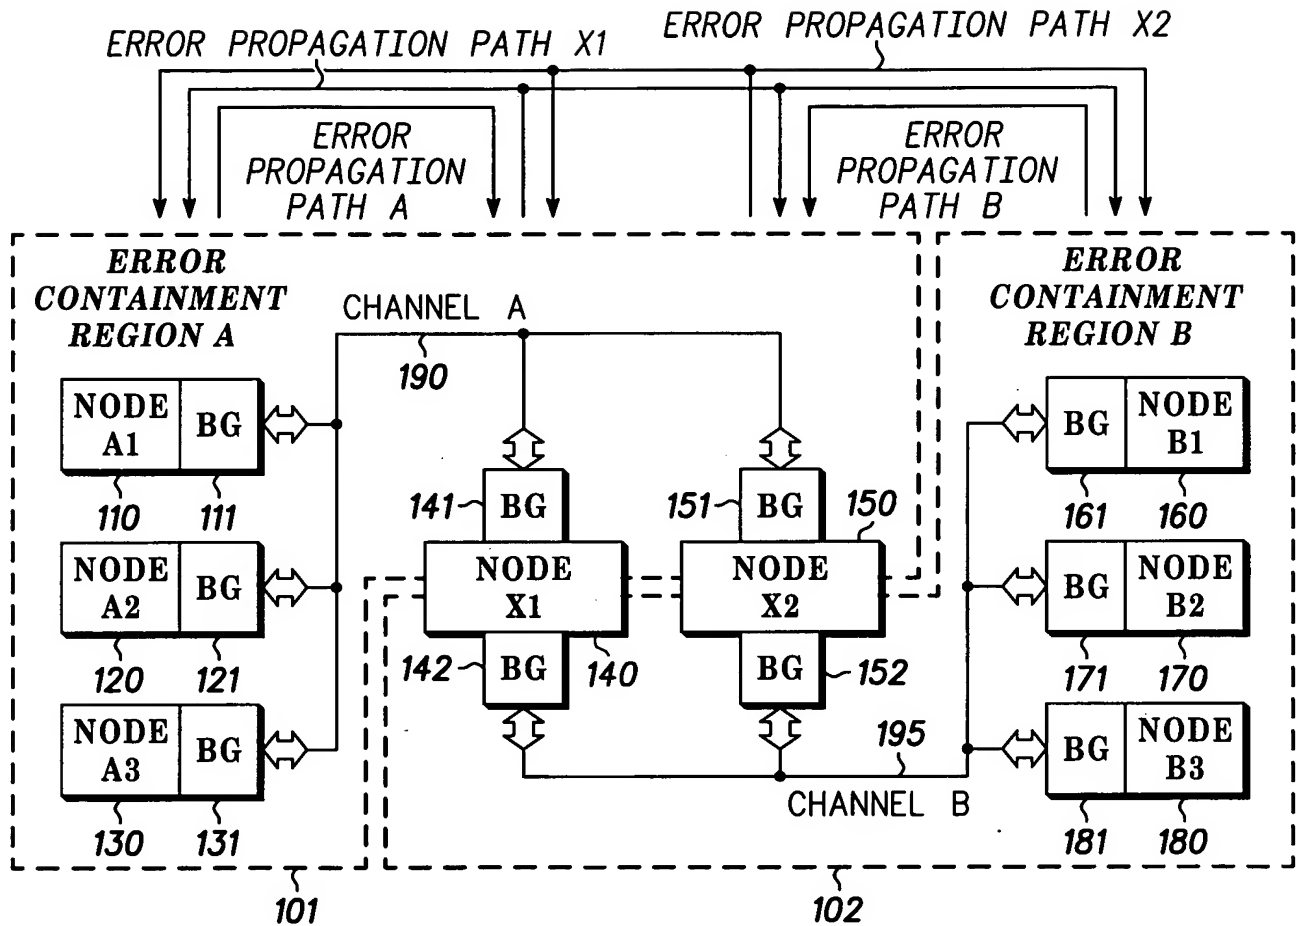 ERROR PROPAGATION PATH X1
ERROR PROPAGATION PATH X2
ERROR
PROPAGATION
PATH A
ERROR
PROPAGATION
PATH B
ERROR
CONTAINMENT
REGION A
ERROR
CONTAINMENT
REGION B
CHANNEL A
190
NODE
A1
BG
110
111
NODE
A2
BG
120
121
NODE
A3
BG
130
131
141
BG
NODE
X1
142
BG
140
151
BG
150
NODE
X2
BG
152
195
CHANNEL B
BG
NODE
B1
161
160
BG
NODE
B2
171
170
BG
NODE
B3
181
180
101
102